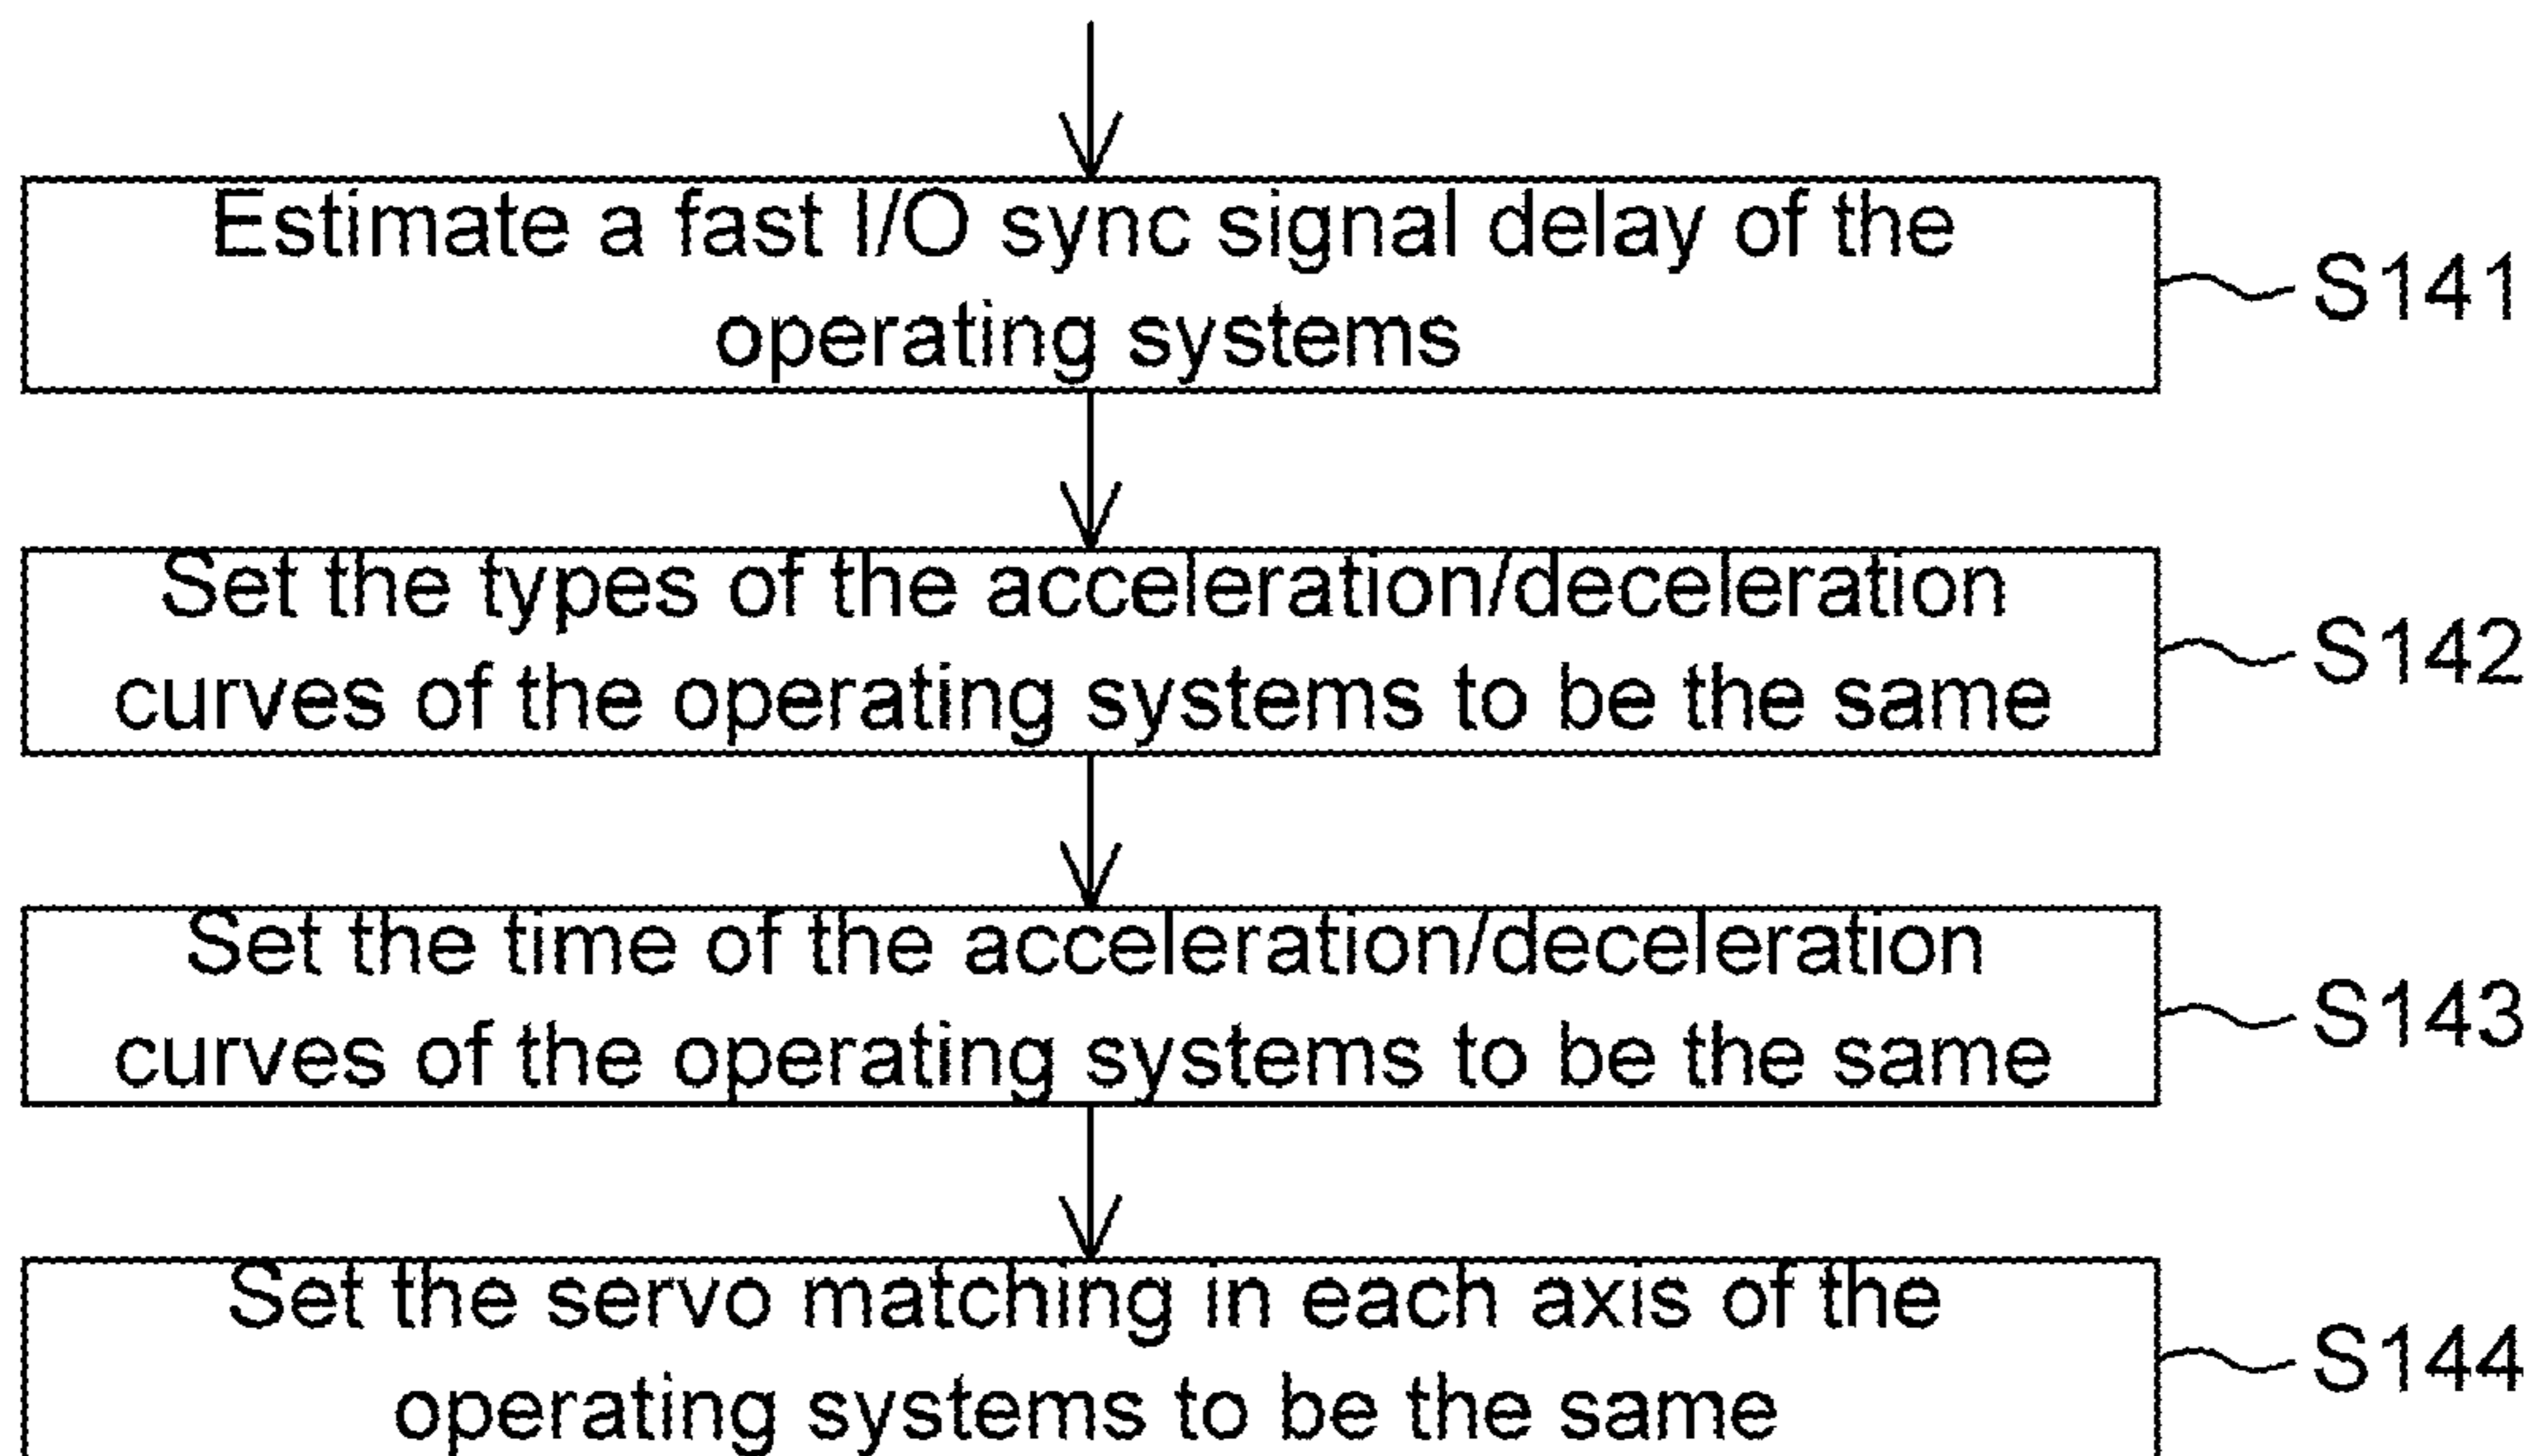 Estimate a fast I/O sync signal delay of the
operating systems
S141
Set the types of the acceleration/deceleration
curves of the operating systems to be the same
S142
Set the time of the acceleration/deceleration
curves of the operating systems to be the same
S143
Set the servo matching in each axis of the
operating systems to be the same
S144